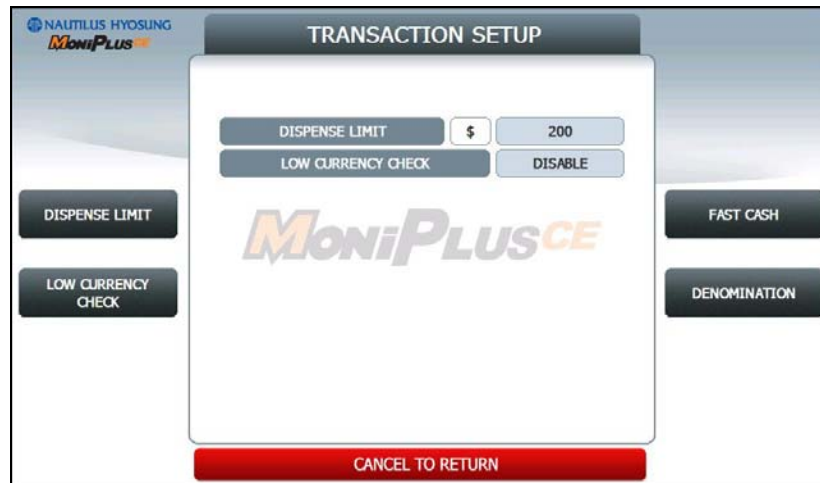 NAUTILUS HYOSUNG
MoniPlusCE
TRANSACTION SETUP
DISPENSE LIMIT $ 200
LOW CURRENCY CHECK DISABLE
DISPENSE LIMIT
FAST CASH
MoniPlusCE
LOW CURRENCY
CHECK
DENOMINATION
CANCEL TO RETURN